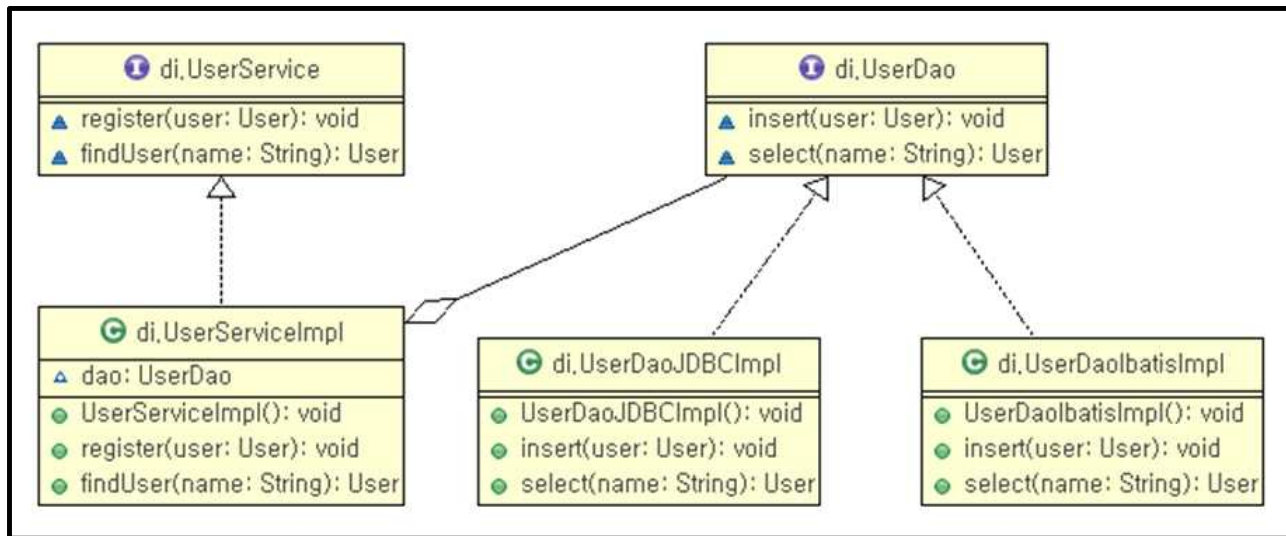 I di.UserService
register(user: User): void
findUser(name: String): User
I di.UserDao
insert(user: User): void
select(name: String): User
C di.UserServiceImpl
dao: UserDao
UserServiceImpl(): void
register(user: User): void
findUser(name: String): User
C di.UserDaoJDBCImpl
UserDaoJDBCImpl(): void
insert(user: User): void
select(name: String): User
C di.UserDaoIbatisImpl
UserDaoIbatisImpl(): void
insert(user: User): void
select(name: String): User